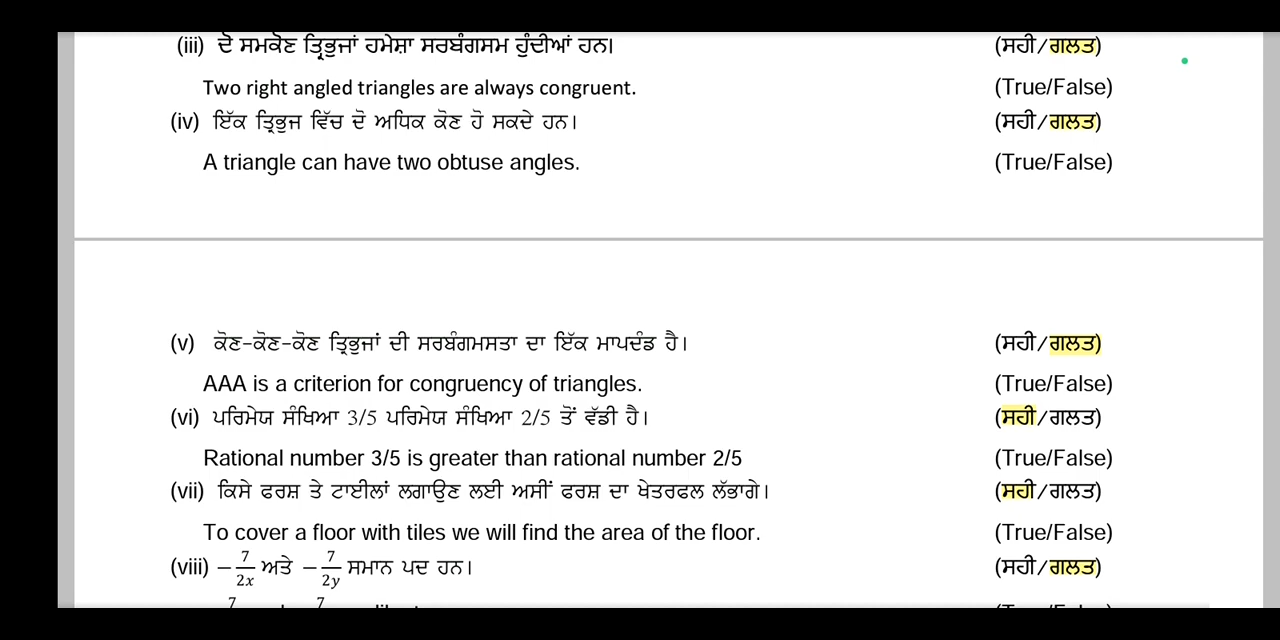 (iii) ਦੋ ਸਮਕੋਣ ਤ੍ਰਿਭੁਜਾਂ ਹਮੇਸ਼ਾ ਸਰਬੰਗਸਮ ਹੁੰਦੀਆਂ ਹਨ। (ਸਹੀ/ਗਲਤ)
Two right angled triangles are always congruent. (True/False)
(iv) ਇੱਕ ਤ੍ਰਿਭੁਜ ਵਿੱਚ ਦੋ ਅਧਿਕ ਕੋਣ ਹੋ ਸਕਦੇ ਹਨ। (ਸਹੀ/ਗਲਤ)
A triangle can have two obtuse angles. (True/False)
(v) ਕੋਣ-ਕੋਣ-ਕੋਣ ਤ੍ਰਿਭੁਜਾਂ ਦੀ ਸਰਬੰਗਮਸਤਾ ਦਾ ਇੱਕ ਮਾਪਦੰਡ ਹੈ। (ਸਹੀ/ਗਲਤ)
AAA is a criterion for congruency of triangles. (True/False)
(vi) ਪਰਿਮੇਯ ਸੰਖਿਆ 3/5 ਪਰਿਮੇਯ ਸੰਖਿਆ 2/5 ਤੋਂ ਵੱਡੀ ਹੈ। (ਸਹੀ/ਗਲਤ)
Rational number 3/5 is greater than rational number 2/5 (True/False)
(vii) ਕਿਸੇ ਫਰਸ਼ ਤੇ ਟਾਈਲਾਂ ਲਗਾਉਣ ਲਈ ਅਸੀਂ ਫਰਸ਼ ਦਾ ਖੇਤਰਫਲ ਲੱਭਾਗੇ। (ਸਹੀ/ਗਲਤ)
To cover a floor with tiles we will find the area of the floor. (True/False)
(viii) −7/2x ਅਤੇ −7/2y ਸਮਾਨ ਪਦ ਹਨ। (ਸਹੀ/ਗਲਤ)